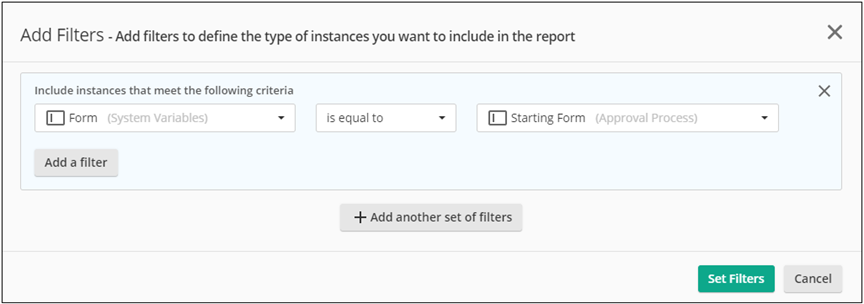 Add Filters - Add filters to define the type of instances you want to include in the report
Include instances that meet the following criteria
Form (System Variables) is equal to Starting Form (Approval Process)
Add a filter
+ Add another set of filters
Set Filters Cancel